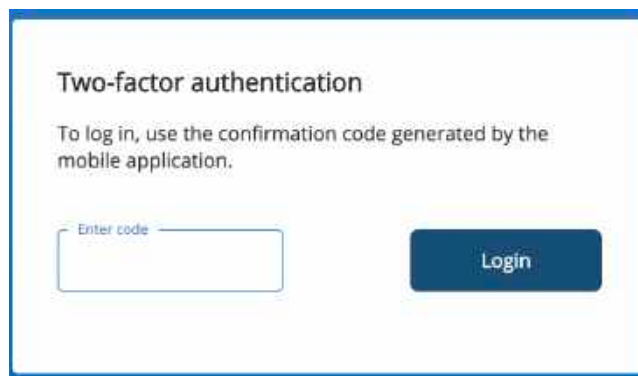 Two-factor authentication
To log in, use the confirmation code generated by the
mobile application.
Enter code
Login